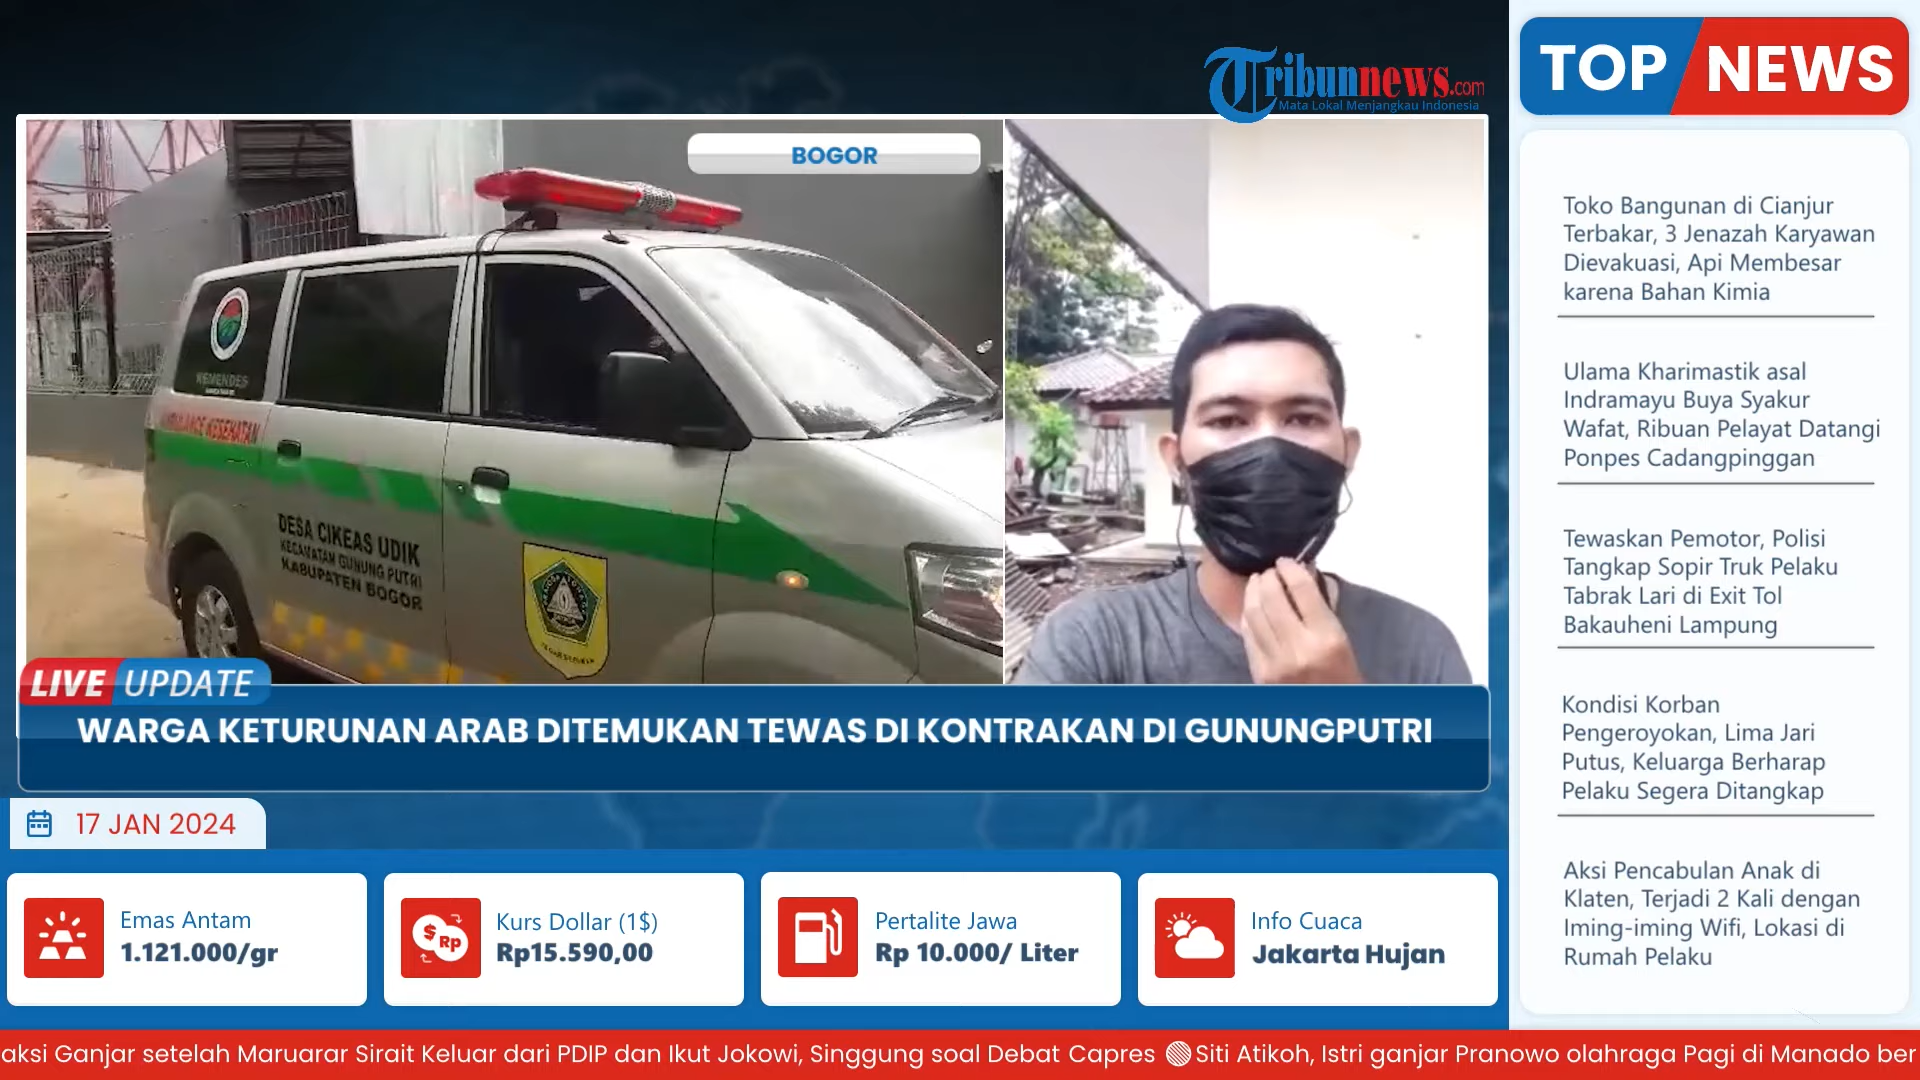 Tribunnews.com
Mata Lokal Menjangkau Indonesia
TOP NEWS
BOGOR
KEMENDES
AMBULANCE KESEHATAN
DESA CIKEAS UDIK
KECAMATAN GUNUNG PUTRI
KABUPATEN BOGOR
LIVE UPDATE
WARGA KETURUNAN ARAB DITEMUKAN TEWAS DI KONTRAKAN DI GUNUNGPUTRI
17 JAN 2024
Emas Antam
1.121.000/gr
$ Rp
Kurs Dollar (1$)
Rp15.590,00
Pertalite Jawa
Rp 10.000/ Liter
Info Cuaca
Jakarta Hujan
Toko Bangunan di Cianjur
Terbakar, 3 Jenazah Karyawan
Dievakuasi, Api Membesar
karena Bahan Kimia
Ulama Kharimastik asal
Indramayu Buya Syakur
Wafat, Ribuan Pelayat Datangi
Ponpes Cadangpinggan
Tewaskan Pemotor, Polisi
Tangkap Sopir Truk Pelaku
Tabrak Lari di Exit Tol
Bakauheni Lampung
Kondisi Korban
Pengeroyokan, Lima Jari
Putus, Keluarga Berharap
Pelaku Segera Ditangkap
Aksi Pencabulan Anak di
Klaten, Terjadi 2 Kali dengan
Iming-iming Wifi, Lokasi di
Rumah Pelaku
aksi Ganjar setelah Maruarar Sirait Keluar dari PDIP dan Ikut Jokowi, Singgung soal Debat Capres Siti Atikoh, Istri ganjar Pranowo olahraga Pagi di Manado ber